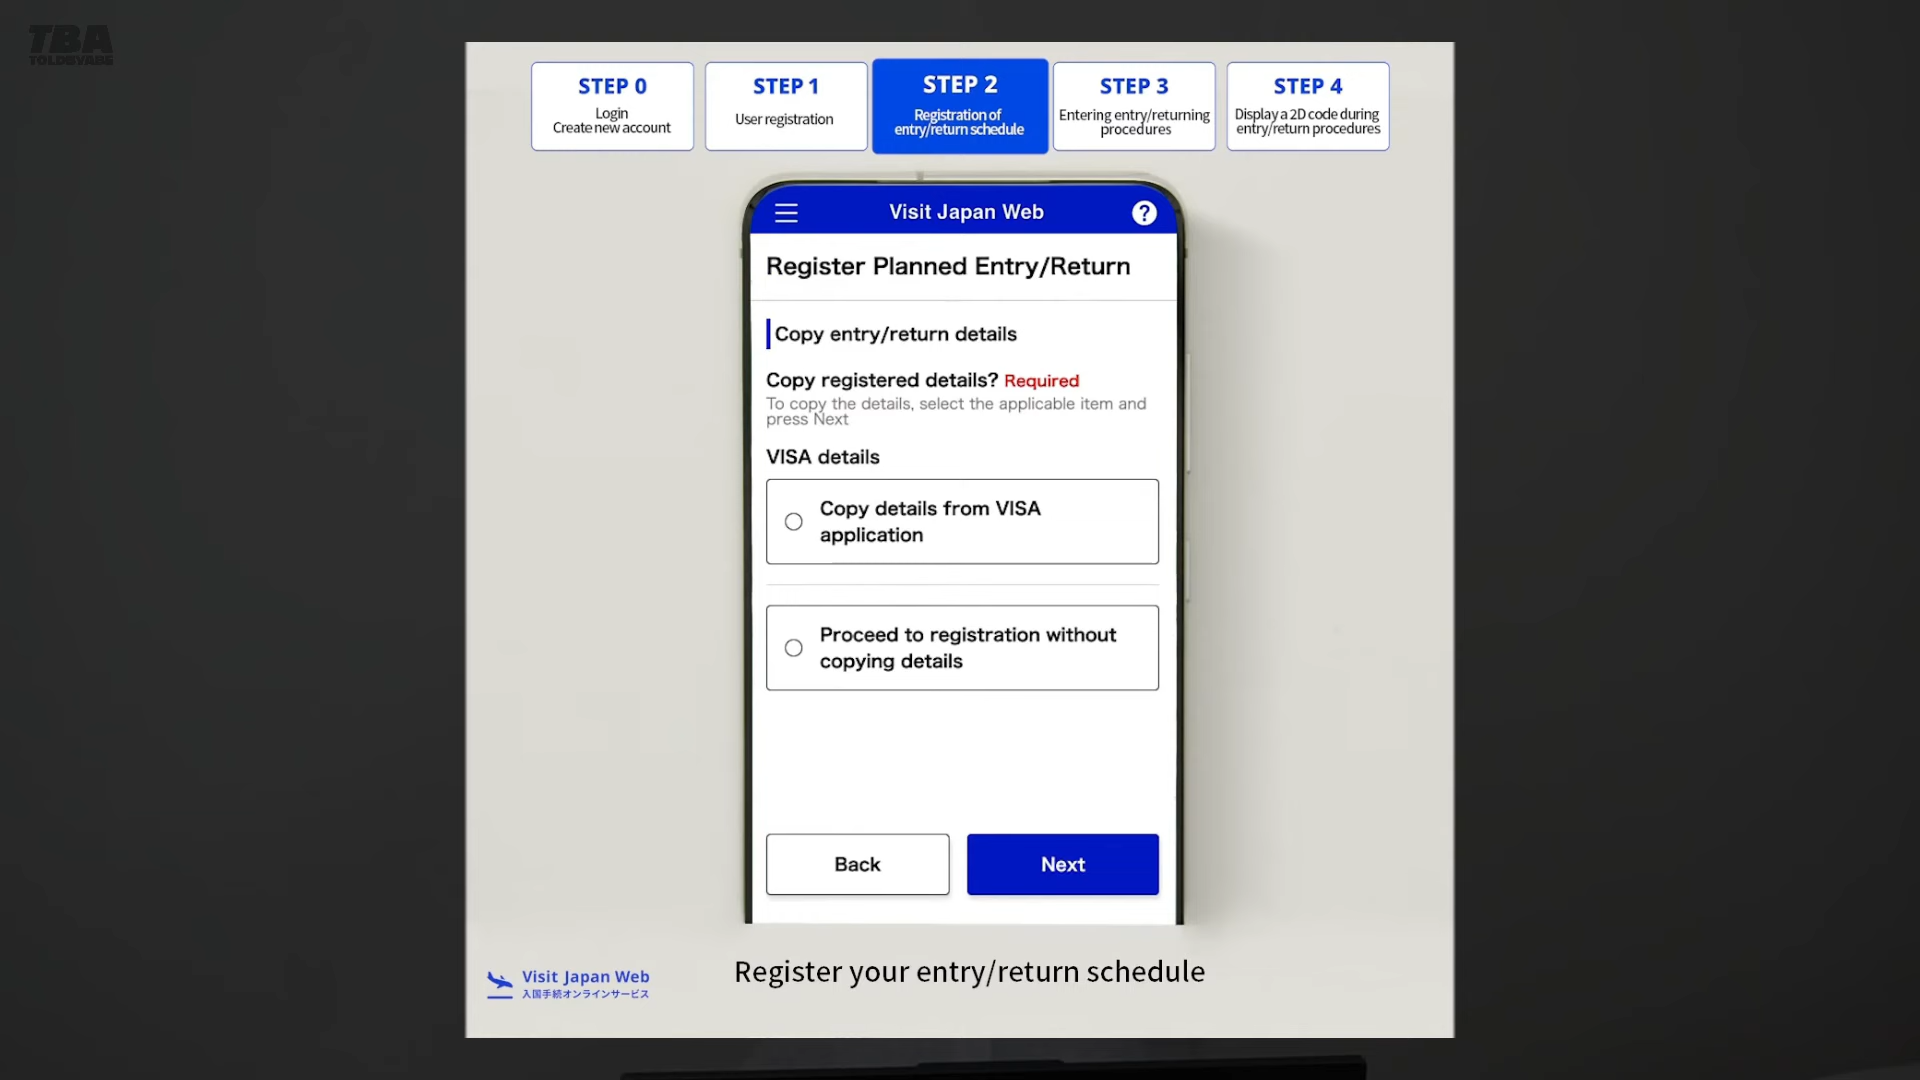 TBA
TOLDBYABE
STEP 0
Login
Create new account
STEP 1
User registration
STEP 2
Registration of
entry/return schedule
STEP 3
Entering entry/returning
procedures
STEP 4
Display a 2D code during
entry/return procedures
Visit Japan Web
?
Register Planned Entry/Return
Copy entry/return details
Copy registered details? Required
To copy the details, select the applicable item and
press Next
VISA details
Copy details from VISA
application
Proceed to registration without
copying details
Back
Next
Visit Japan Web
入国手続オンラインサービス
Register your entry/return schedule